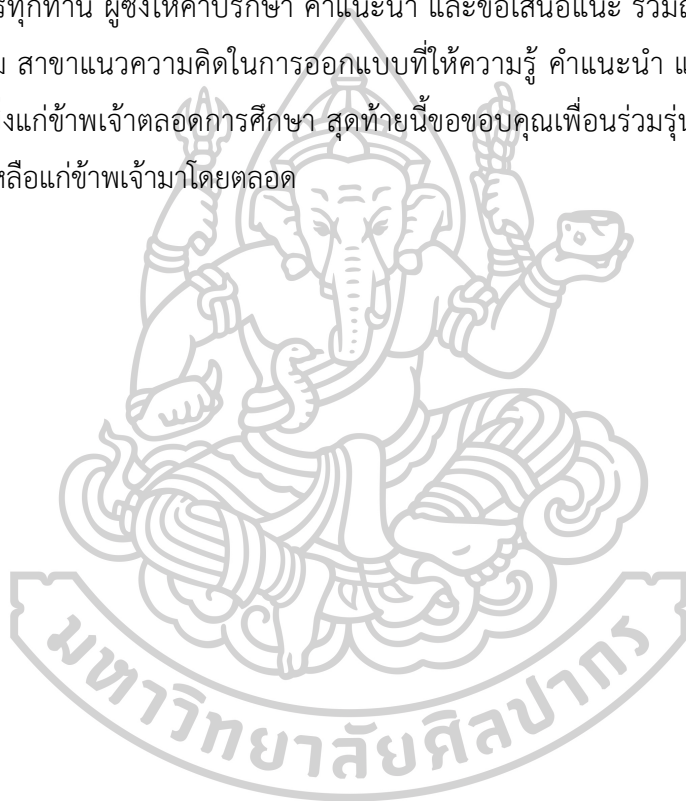 รทุกท่าน ผู้ซึ่งให้คำปรึกษา คำแนะนำ และข้อเสนอแนะ รวมถ
สาขาแนวความคิดในการออกแบบที่ให้ความรู้ คำแนะนำ แ
งแก่ข้าพเจ้าตลอดการศึกษา สุดท้ายนี้ขอขอบคุณเพื่อนร่วมรุ่น
หลือแก่ข้าพเจ้ามาโดยตลอด
มหาวิทยาลัยศิลปากร